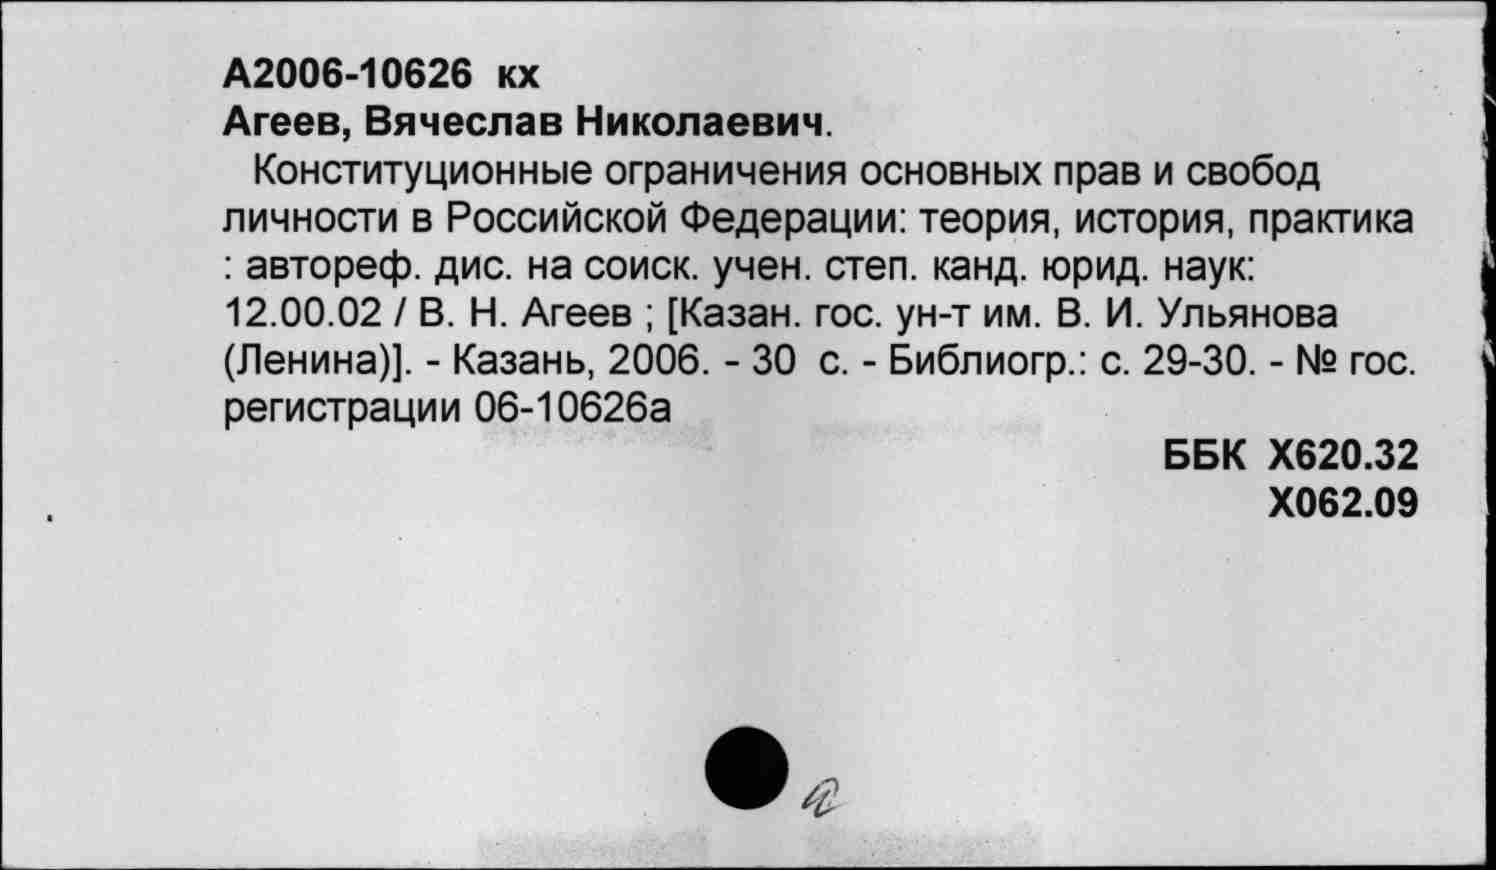 А2006-10626 кх
Агеев, Вячеслав Николаевич.
Конституционные ограничения основных прав и свобод
личности в Российской Федерации: теория, история, практика
: автореф. дис. на соиск. учен. степ. канд. юрид. наук:
12.00.02 / В. Н. Агеев ; [Казан. гос. ун-т им. В. И. Ульянова
(Ленина)]. - Казань, 2006. - 30 с. - Библиогр.: с. 29-30. - № гос.
регистрации 06-10626а
ББК Х620.32
Х062.09